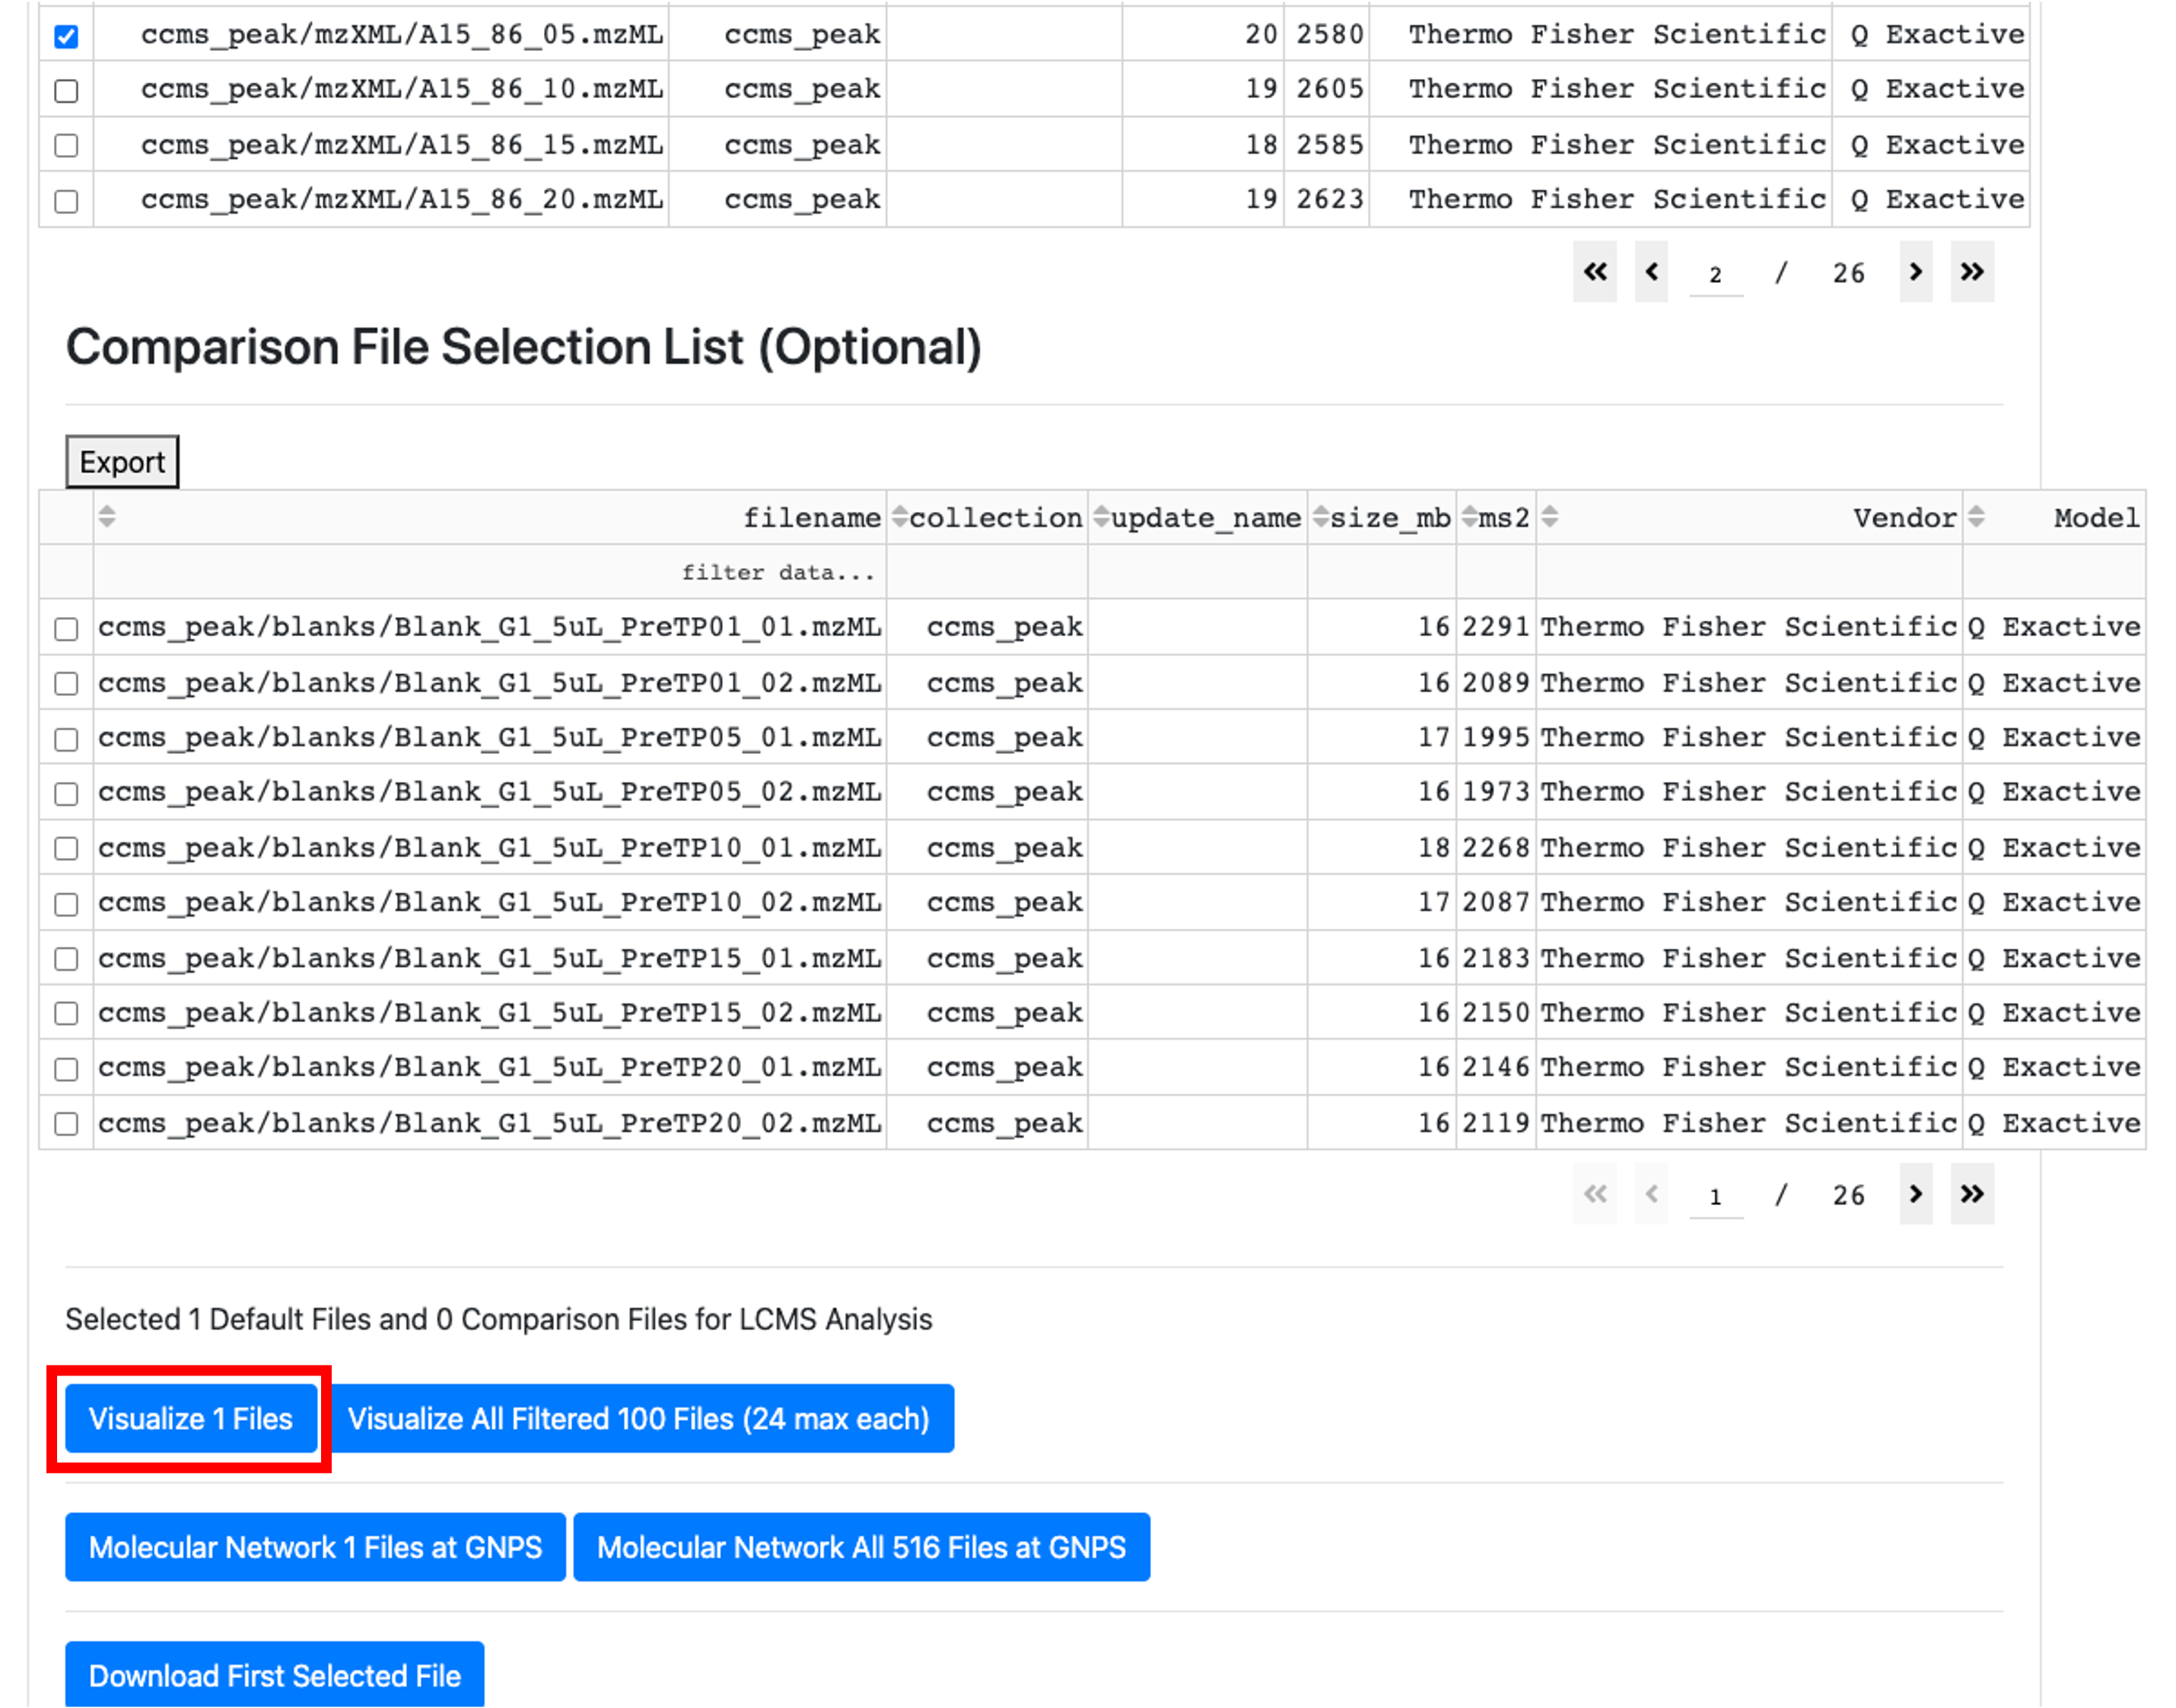 ccms_peak/mzXML/A15_86_05.mzML ccms_peak 20 2580 Thermo Fisher Scientific Q Exactive
ccms_peak/mzXML/A15_86_10.mzML ccms_peak 19 2605 Thermo Fisher Scientific Q Exactive
ccms_peak/mzXML/A15_86_15.mzML ccms_peak 18 2585 Thermo Fisher Scientific Q Exactive
ccms_peak/mzXML/A15_86_20.mzML ccms_peak 19 2623 Thermo Fisher Scientific Q Exactive
« ‹ 2 / 26 › »
Comparison File Selection List (Optional)
Export
filename collection update_name size_mb ms2 Vendor Model
filter data...
ccms_peak/blanks/Blank_G1_5uL_PreTP01_01.mzML ccms_peak 16 2291 Thermo Fisher Scientific Q Exactive
ccms_peak/blanks/Blank_G1_5uL_PreTP01_02.mzML ccms_peak 16 2089 Thermo Fisher Scientific Q Exactive
ccms_peak/blanks/Blank_G1_5uL_PreTP05_01.mzML ccms_peak 17 1995 Thermo Fisher Scientific Q Exactive
ccms_peak/blanks/Blank_G1_5uL_PreTP05_02.mzML ccms_peak 16 1973 Thermo Fisher Scientific Q Exactive
ccms_peak/blanks/Blank_G1_5uL_PreTP10_01.mzML ccms_peak 18 2268 Thermo Fisher Scientific Q Exactive
ccms_peak/blanks/Blank_G1_5uL_PreTP10_02.mzML ccms_peak 17 2087 Thermo Fisher Scientific Q Exactive
ccms_peak/blanks/Blank_G1_5uL_PreTP15_01.mzML ccms_peak 16 2183 Thermo Fisher Scientific Q Exactive
ccms_peak/blanks/Blank_G1_5uL_PreTP15_02.mzML ccms_peak 16 2150 Thermo Fisher Scientific Q Exactive
ccms_peak/blanks/Blank_G1_5uL_PreTP20_01.mzML ccms_peak 16 2146 Thermo Fisher Scientific Q Exactive
ccms_peak/blanks/Blank_G1_5uL_PreTP20_02.mzML ccms_peak 16 2119 Thermo Fisher Scientific Q Exactive
« ‹ 1 / 26 › »
Selected 1 Default Files and 0 Comparison Files for LCMS Analysis
Visualize 1 Files Visualize All Filtered 100 Files (24 max each)
Molecular Network 1 Files at GNPS Molecular Network All 516 Files at GNPS
Download First Selected File